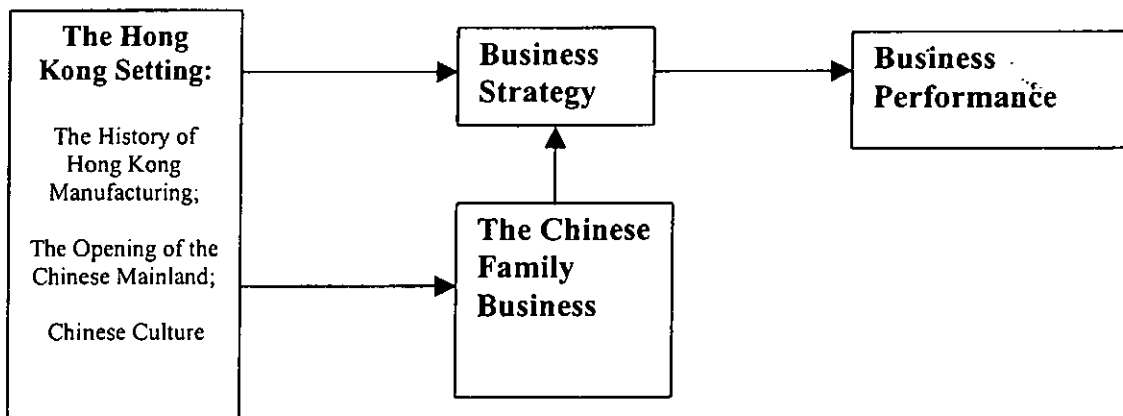 The Hong
Kong Setting:
The History of
Hong Kong
Manufacturing;
The Opening of the
Chinese Mainland;
Chinese Culture
Business
Strategy
The Chinese
Family
Business
Business
Performance